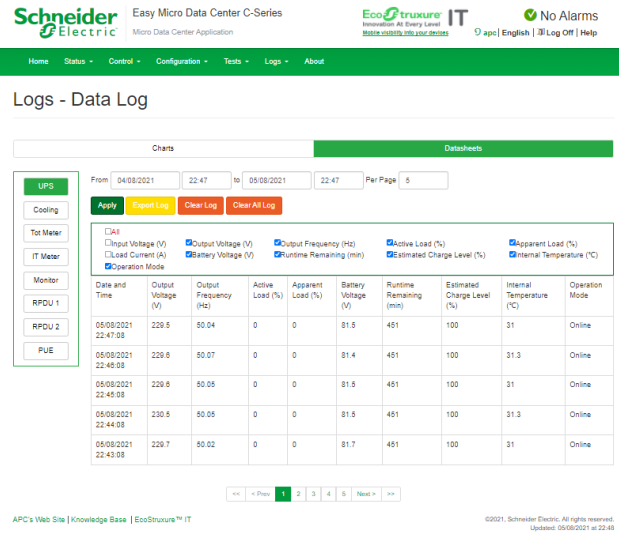 Schneider Electric
Easy Micro Data Center C-Series
Micro Data Center Application
EcoStruxure IT
Innovation At Every Level
Mobile visibility into your devices
No Alarms
apc | English | Log Off | Help
Home Status Control Configuration Tests Logs About
Logs - Data Log
Charts Datasheets
UPS
Cooling
Tot Meter
IT Meter
Monitor
RPDU 1
RPDU 2
PUE
From 04/08/2021 22:47 to 05/08/2021 22:47 Per Page 5
Apply Export Log Clear Log Clear All Log
All
Input Voltage (V) Output Voltage (V) Output Frequency (Hz) Active Load (%) Apparent Load (%)
Load Current (A) Battery Voltage (V) Runtime Remaining (min) Estimated Charge Level (%) Internal Temperature (℃)
Operation Mode
Date and Time Output Voltage (V) Output Frequency (Hz) Active Load (%) Apparent Load (%) Battery Voltage (V) Runtime Remaining (min) Estimated Charge Level (%) Internal Temperature (℃) Operation Mode
05/08/2021 22:47:08 229.5 50.04 0 0 81.5 451 100 31 Online
05/08/2021 22:46:08 229.6 50.07 0 0 81.4 451 100 31.3 Online
05/08/2021 22:45:08 229.6 50.05 0 0 81.5 451 100 31 Online
05/08/2021 22:44:08 230.5 50.05 0 0 81.5 451 100 31.3 Online
05/08/2021 22:43:08 229.7 50.02 0 0 81.7 451 100 31 Online
<< < Prev 1 2 3 4 5 Next > >>
APC's Web Site | Knowledge Base | EcoStruxure™ IT
©2021, Schneider Electric. All rights reserved.
Updated: 05/08/2021 at 22:48